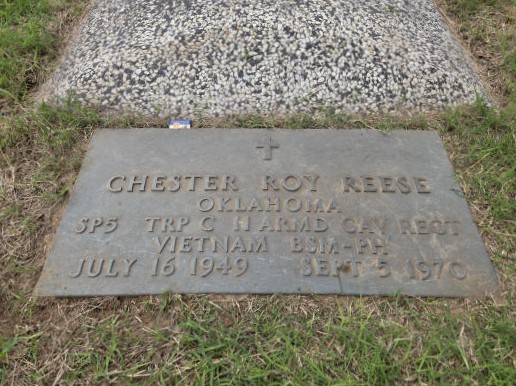 CHESTER ROY REESE
OKLAHOMA
SP5 TRP C 11 ARMD CAV REGT
VIETNAM BSM-PH
JULY 16 1949 SEPT 5 1970